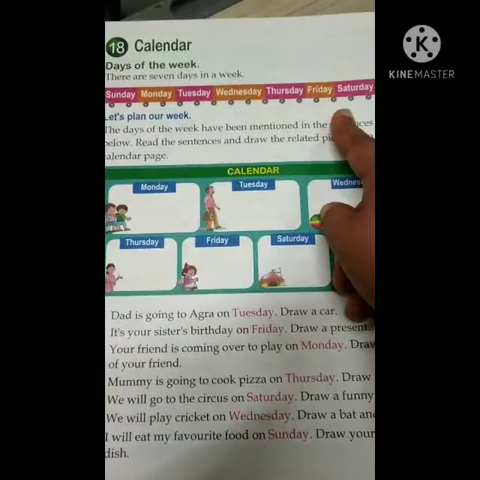 18 Calendar
Days of the week.
There are seven days in a week.
Sunday Monday Tuesday Wednesday Thursday Friday Saturday
Let's plan our week.
The days of the week have been mentioned in the
below. Read the sentences and draw the related
calendar page.
CALENDAR
Monday Tuesday Wednes
Thursday Friday Saturday
Dad is going to Agra on Tuesday. Draw a car.
It's your sister's birthday on Friday. Draw a present.
Your friend is coming over to play on Monday. Draw
of your friend.
Mummy is going to cook pizza on Thursday. Draw
We will go to the circus on Saturday. Draw a funny
We will play cricket on Wednesday. Draw a bat and
I will eat my favourite food on Sunday. Draw your
dish.
K
KINEMASTER